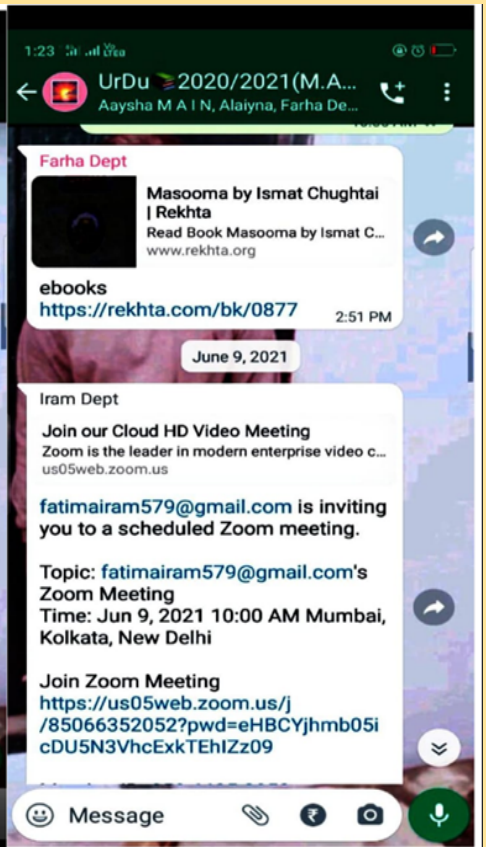 1:23
UrDu 📚2020/2021(M.A...
Aaysha M A I N, Alaiyna, Farha De...
Farha Dept
Masooma by Ismat Chughtai
| Rekhta
Read Book Masooma by Ismat C...
www.rekhta.org
ebooks
https://rekhta.com/bk/0877
2:51 PM
June 9, 2021
Iram Dept
Join our Cloud HD Video Meeting
Zoom is the leader in modern enterprise video c...
us05web.zoom.us
fatimairam579@gmail.com is inviting
you to a scheduled Zoom meeting.
Topic: fatimairam579@gmail.com's
Zoom Meeting
Time: Jun 9, 2021 10:00 AM Mumbai,
Kolkata, New Delhi
Join Zoom Meeting
https://us05web.zoom.us/j
/85066352052?pwd=eHBCYjhmb05i
cDU5N3VhcExkTEhIZz09
Message